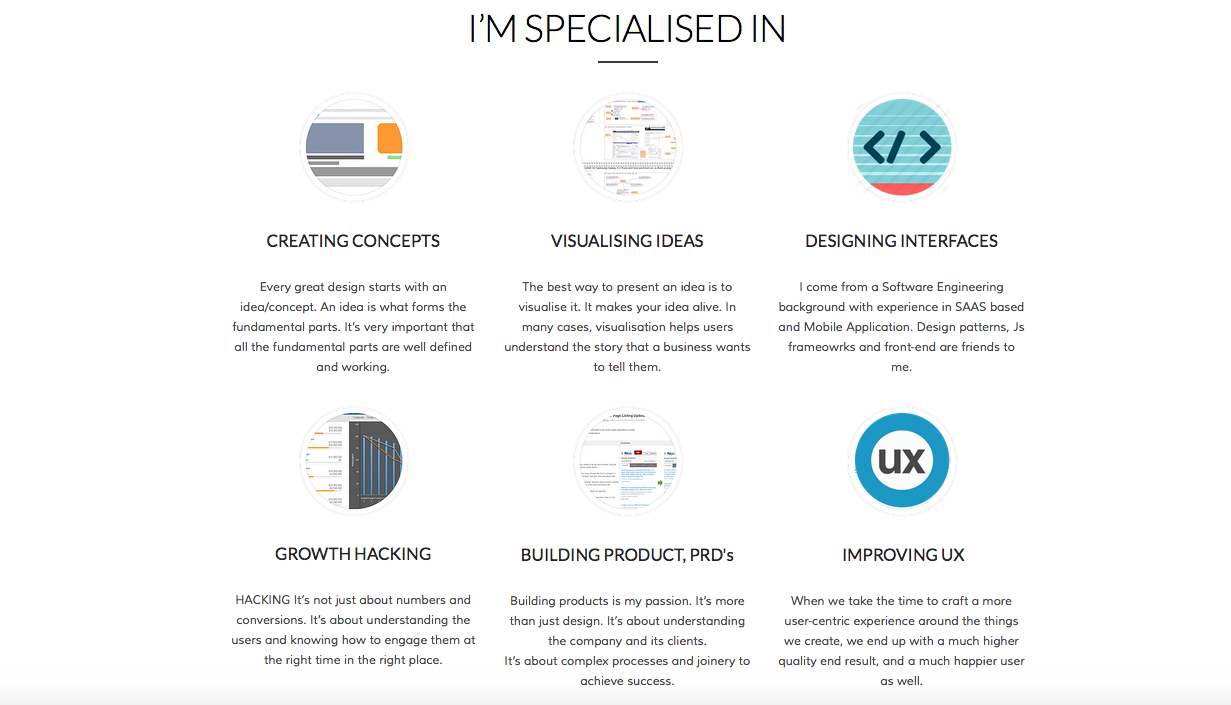 I’M SPECIALISED IN
</>
CREATING CONCEPTS
Every great design starts with an
idea/concept. An idea is what forms the
fundamental parts. It’s very important that
all the fundamental parts are well defined
and working.
VISUALISING IDEAS
The best way to present an idea is to
visualise it. It makes your idea alive. In
many cases, visualisation helps users
understand the story that a business wants
to tell them.
DESIGNING INTERFACES
I come from a Software Engineering
background with experience in SAAS based
and Mobile Application. Design patterns, Js
frameowrks and front-end are friends to
me.
GROWTH HACKING
HACKING It’s not just about numbers and
conversions. It’s about understanding the
users and knowing how to engage them at
the right time in the right place.
BUILDING PRODUCT, PRD's
Building products is my passion. It’s more
than just design. It’s about understanding
the company and its clients.
It’s about complex processes and joinery to
achieve success.
UX
IMPROVING UX
When we take the time to craft a more
user-centric experience around the things
we create, we end up with a much higher
quality end result, and a much happier user
as well.